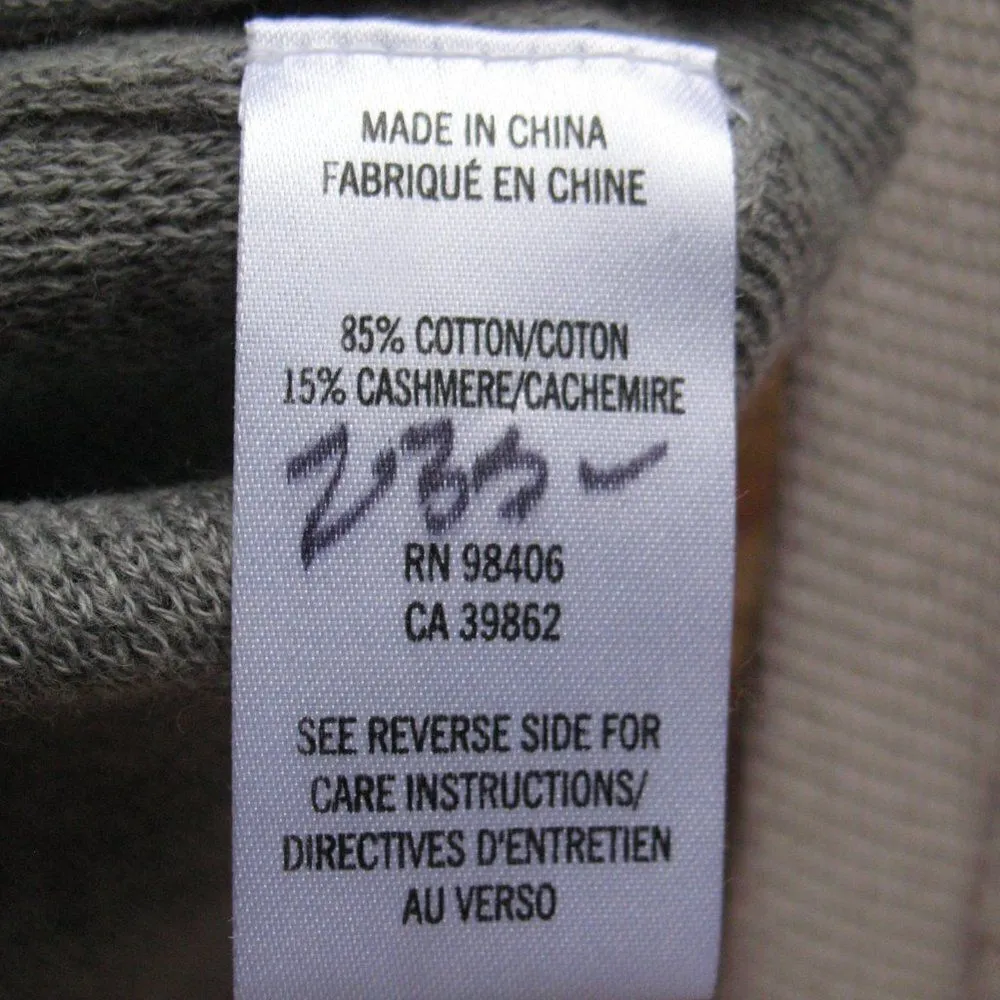 MADE IN CHINA
FABRIQUÉ EN CHINE
85% COTTON/COTON
15% CASHMERE/CACHEMIRE
RN 98406
CA 39862
SEE REVERSE SIDE FOR
CARE INSTRUCTIONS/
DIRECTIVES D'ENTRETIEN
AU VERSO